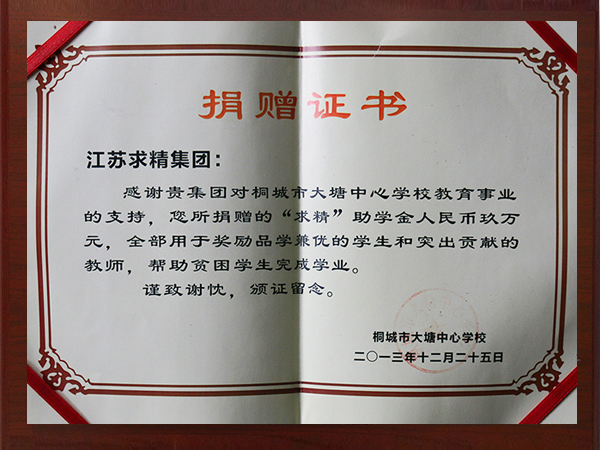 捐赠证书
江苏求精集团：
感谢贵集团对桐城市大塘中心学校教育事业
的支持，您所捐赠的“求精”助学金人民币玖万
元，全部用于奖励品学兼优的学生和突出贡献的
教师，帮助贫困学生完成学业。
谨致谢忱，颁证留念。
桐城市大塘中心学校
二〇一三年十二月二十五日